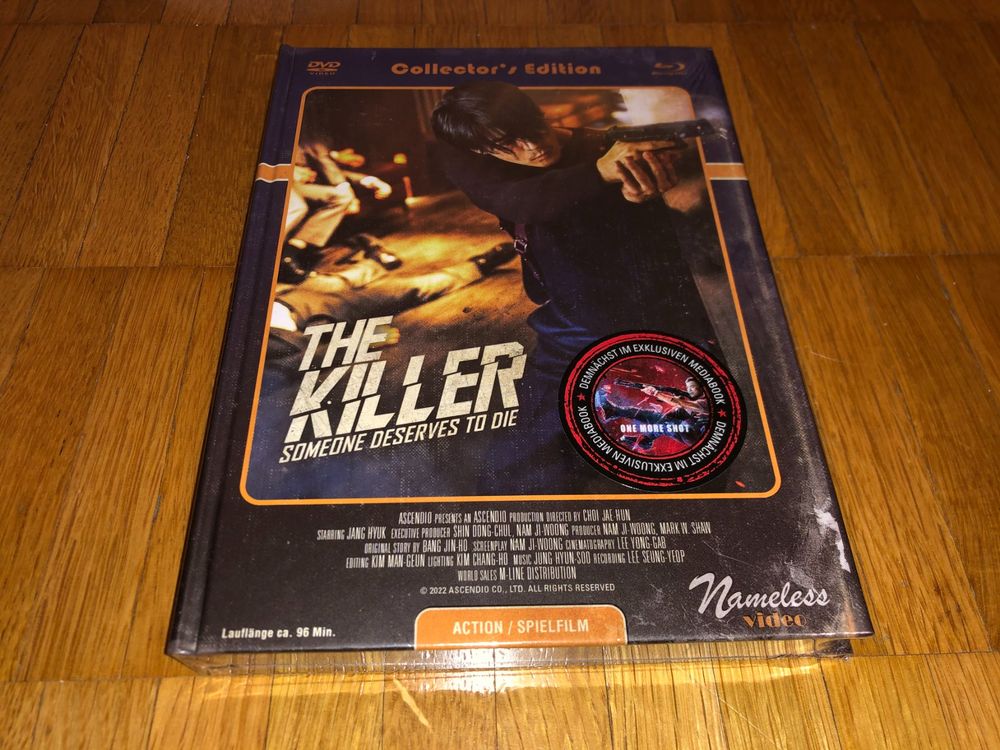 DVD
VIDEO
Collector's Edition
Blu-ray Disc
THE
KILLER
SOMEONE DESERVES TO DIE
DEMNÄCHST IM EXKLUSIVEN MEDIABOOK ★ DEMNÄCHST IM EXKLUSIVEN MEDIABOOK ★
ONE MORE SHOT
ASCENDIO PRESENTS AN ASCENDIO PRODUCTION DIRECTED BY CHOI JAE-HUN
STARRING JANG HYUK EXECUTIVE PRODUCER SHIN DONG-CHUL, NAM JI-WOONG PRODUCER NAM JI-WOONG, MARK W. SHAW
ORIGINAL STORY BY BANG JIN-HO SCREENPLAY NAM JI-WOONG CINEMATOGRAPHY LEE YONG-GAB
EDITING KIM MAN-GEUN LIGHTING KIM CHANG-HO MUSIC JUNG HYUN-SOO RECORDING LEE SEUNG-YEOP
WORLD SALES M-LINE DISTRIBUTION
© 2022 ASCENDIO CO., LTD. ALL RIGHTS RESERVED
Nameless
video
Lauflänge ca. 96 Min.
ACTION / SPIELFILM